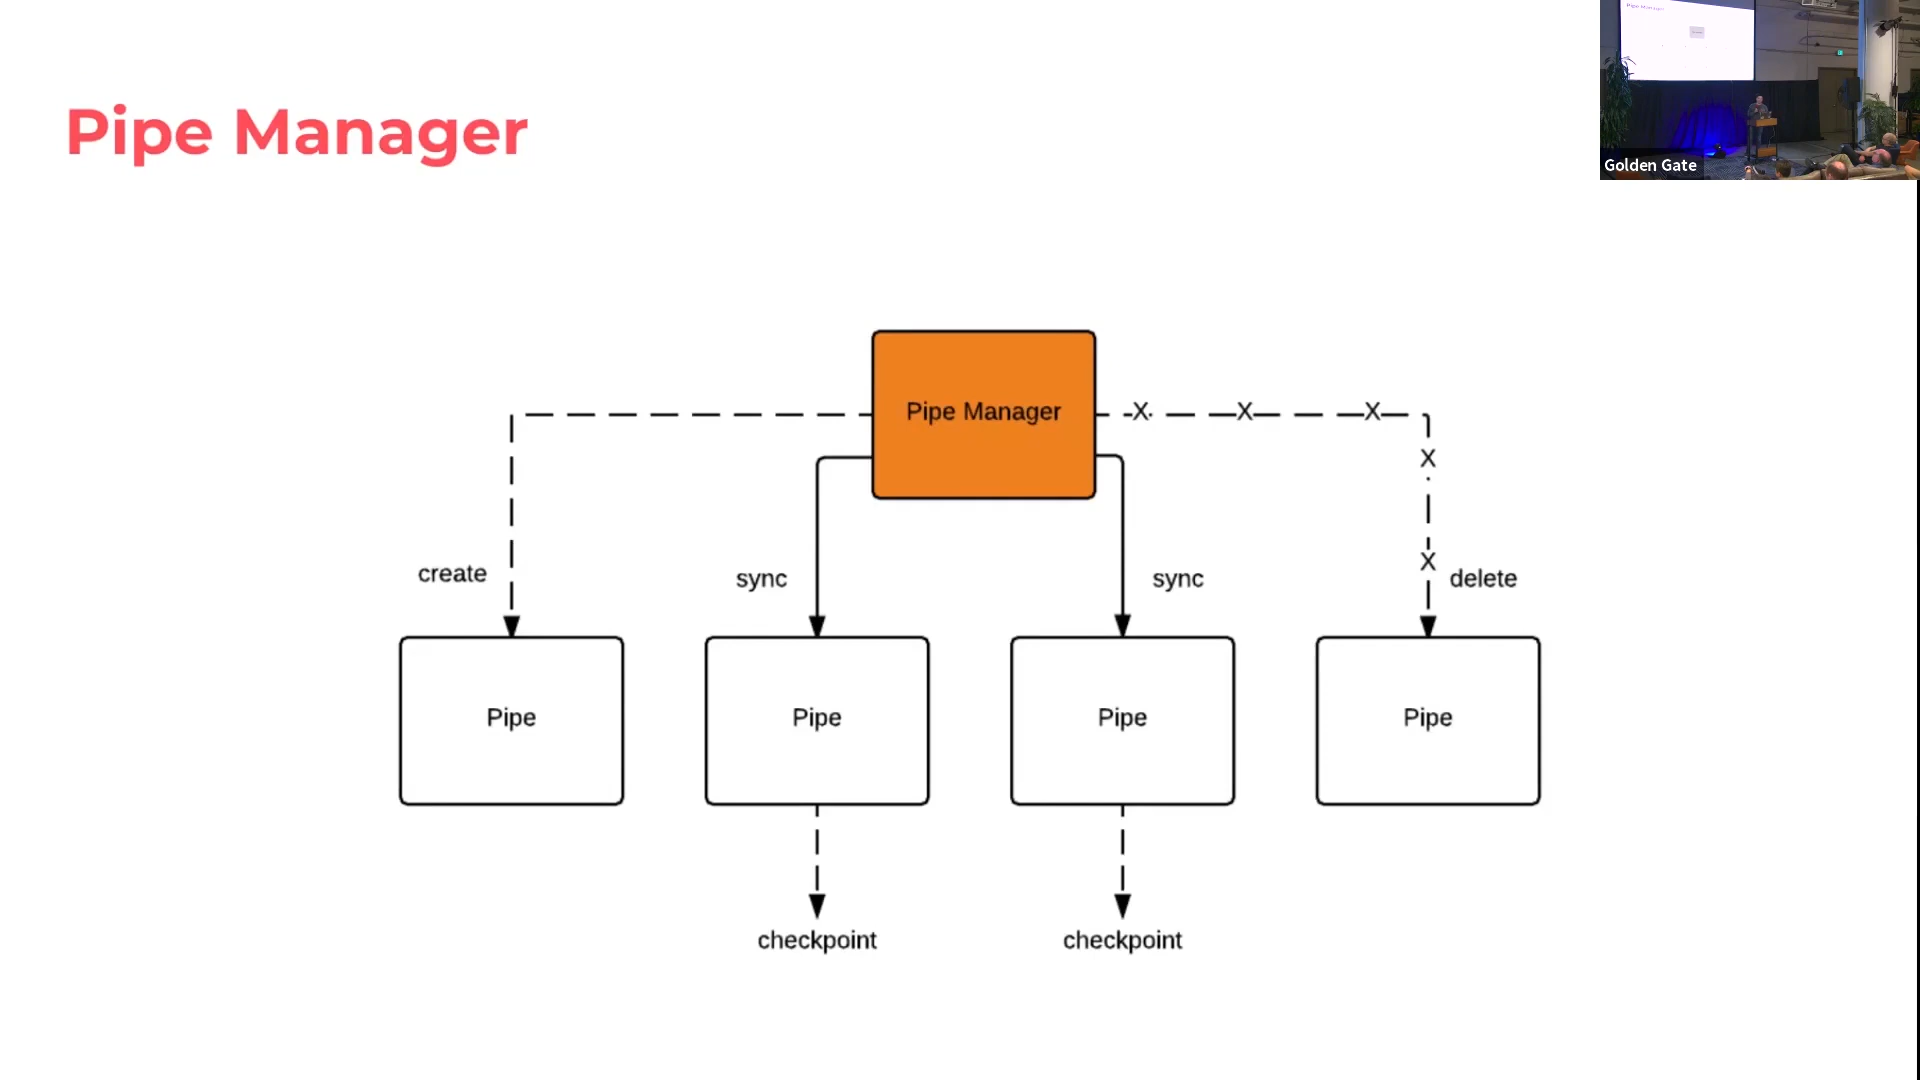 Pipe Manager
Golden Gate
Pipe Manager
X
X
X
X
X
create
sync
sync
delete
Pipe
Pipe
Pipe
Pipe
checkpoint
checkpoint